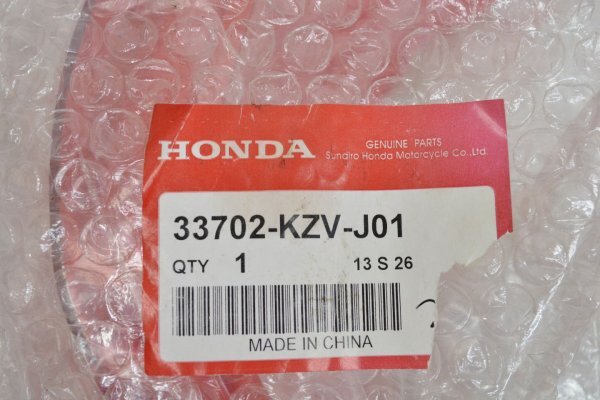 HONDA
GENUINE PARTS
Sundiro Honda Motorcycle Co.,Ltd.
33702-KZV-J01
QTY 1 13 S 26
MADE IN CHINA